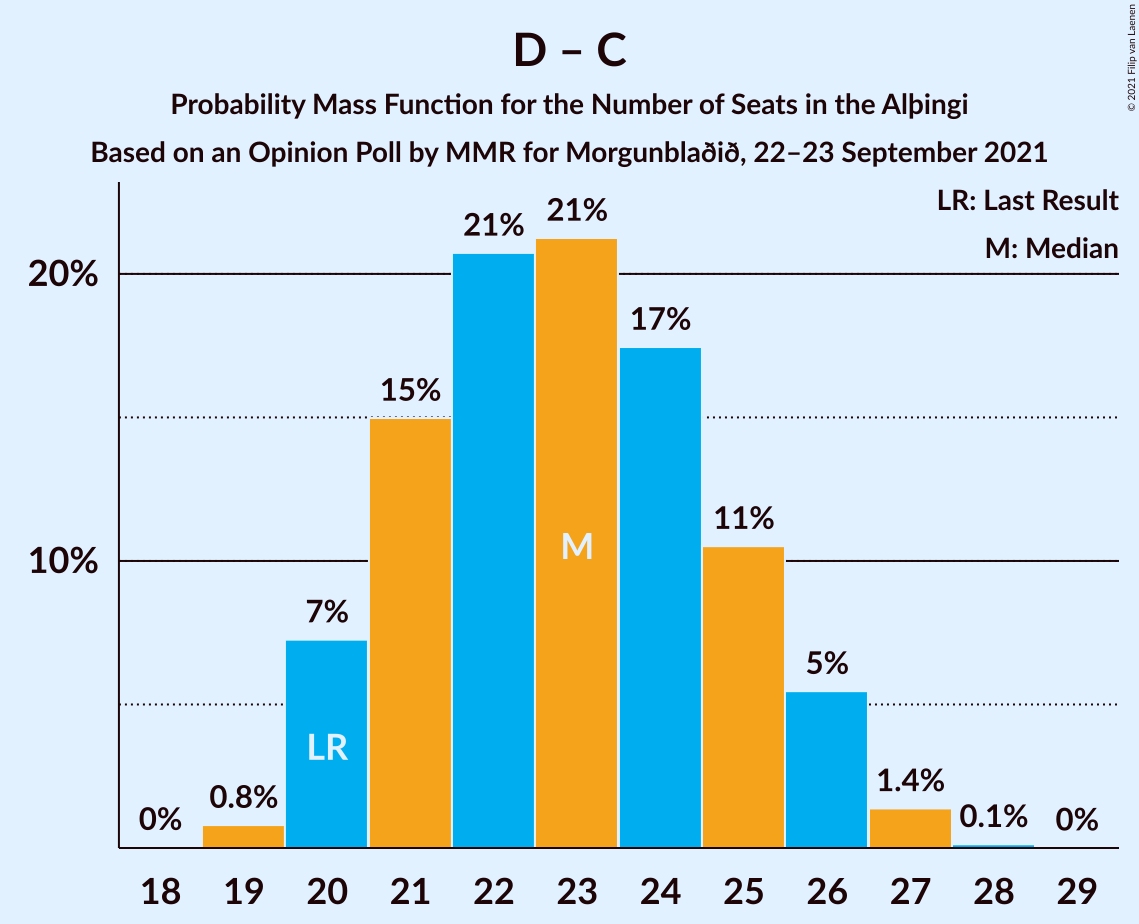 D – C
Probability Mass Function for the Number of Seats in the Alþingi
Based on an Opinion Poll by MMR for Morgunblaðið, 22–23 September 2021
© 2021 Filip van Laenen
LR: Last Result
M: Median
20%
10%
0%
0.8%
7%
15%
21%
21%
17%
11%
5%
1.4%
0.1%
0%
LR
M
18 19 20 21 22 23 24 25 26 27 28 29